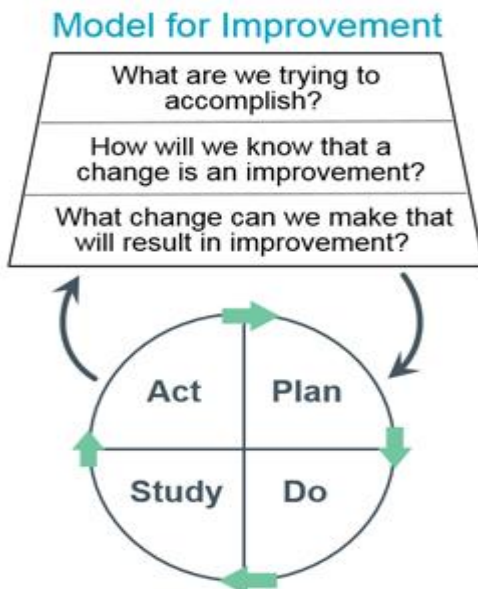 Model for Improvement
What are we trying to
accomplish?
How will we know that a
change is an improvement?
What change can we make that
will result in improvement?
Act
Plan
Study
Do